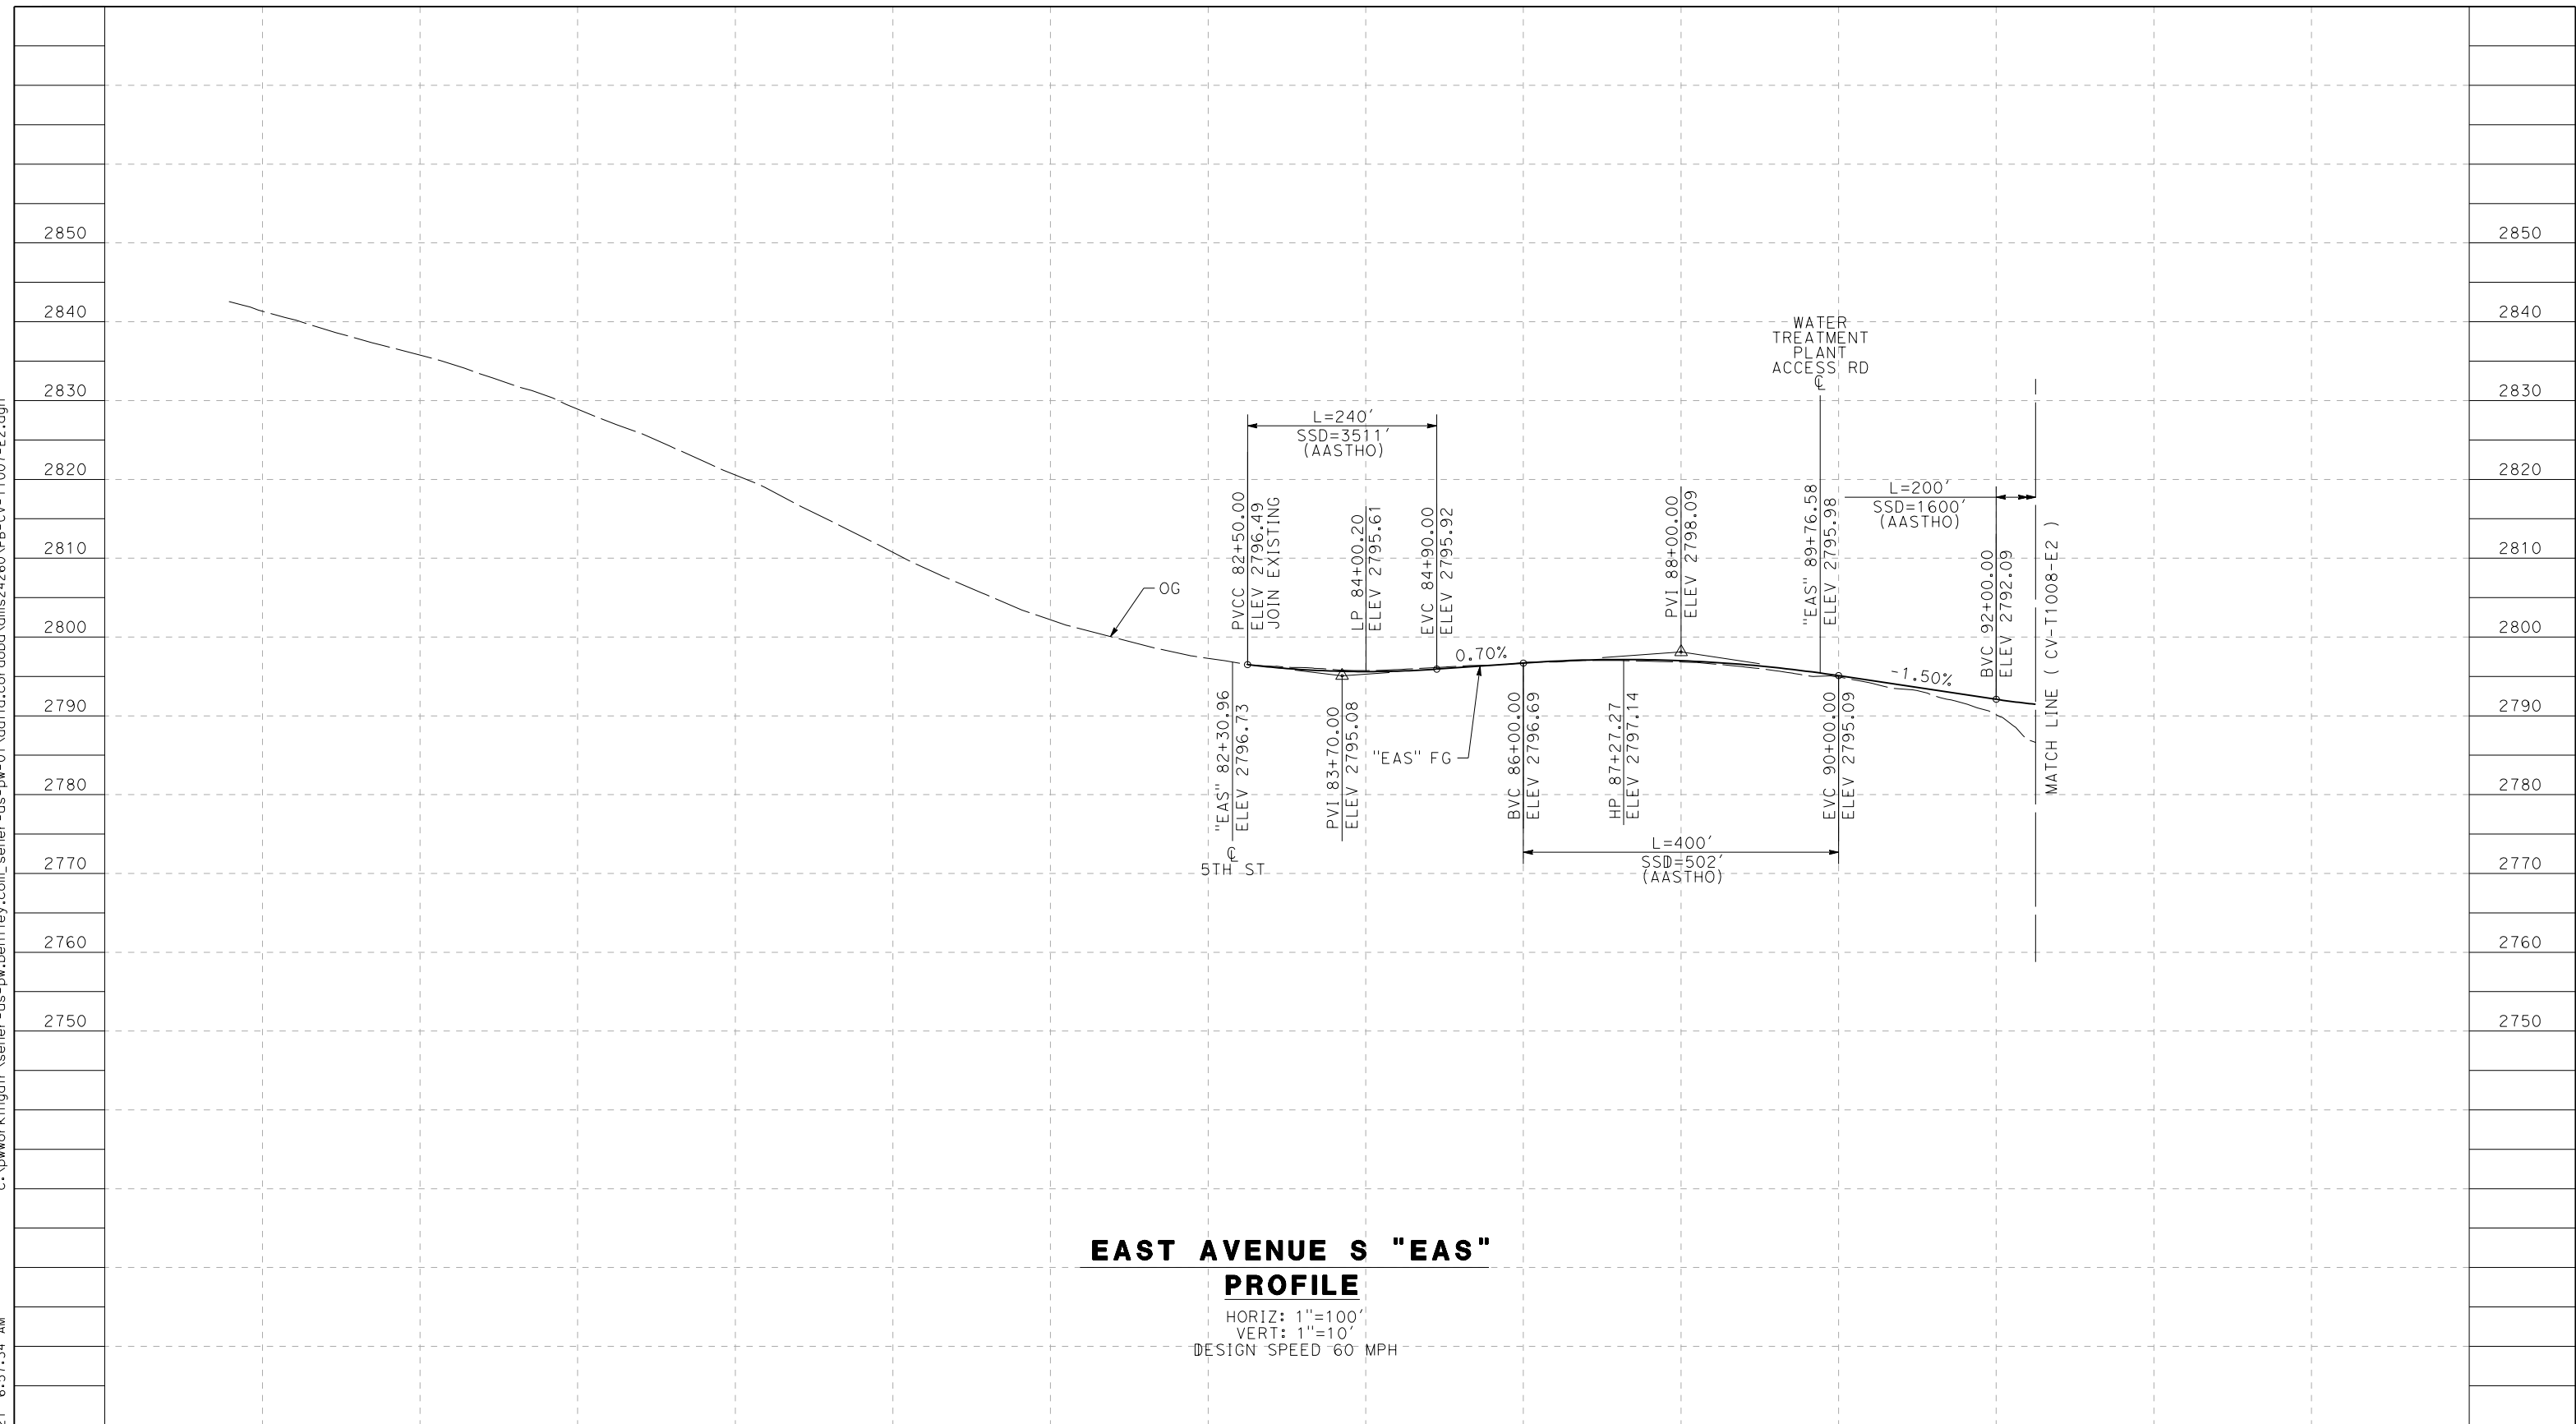 2850
2840
2830
2820
2810
2800
2790
2780
2770
2760
2750
OG
L=240'
SSD=3511'
(AASTHO)
PVCC 82+50.00
ELEV 2796.49
JOIN EXISTING
LP 84+00.20
ELEV 2795.61
EVC 84+90.00
ELEV 2795.92
0.70%
"EAS" 82+30.96
ELEV 2796.73
℄
5TH ST
PVI 83+70.00
ELEV 2795.08
"EAS" FG
BVC 86+00.00
ELEV 2796.69
HP 87+27.27
ELEV 2797.14
PVI 88+00.00
ELEV 2798.09
L=400'
SSD=502'
(AASTHO)
WATER
TREATMENT
PLANT
ACCESS RD
℄
"EAS" 89+76.58
ELEV 2795.98
EVC 90+00.00
ELEV 2795.09
-1.50%
L=200'
SSD=1600'
(AASTHO)
BVC 92+00.00
ELEV 2792.09
MATCH LINE ( CV-T1008-E2 )
2850
2840
2830
2820
2810
2800
2790
2780
2770
2760
2750
EAST AVENUE S "EAS"
PROFILE
HORIZ: 1"=100'
VERT: 1"=10'
DESIGN SPEED 60 MPH